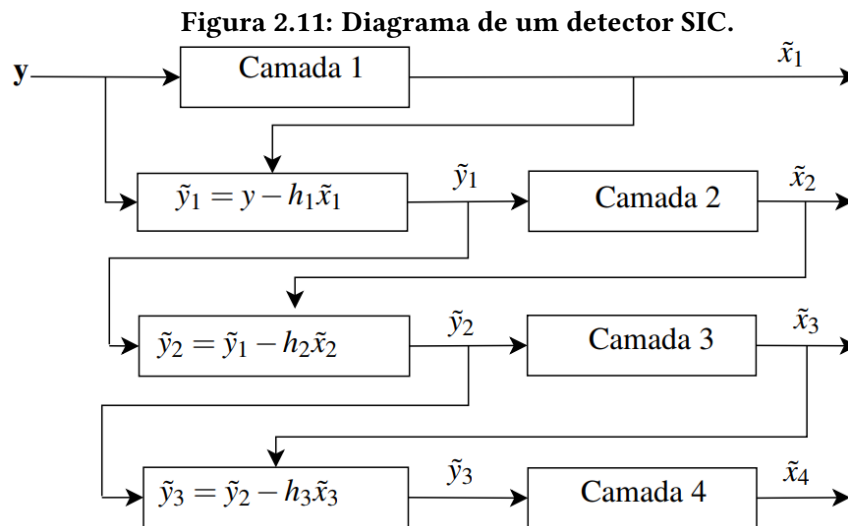 Figura 2.11: Diagrama de um detector SIC.
y
Camada 1
x̃₁
ỹ₁ = y − h₁x̃₁
ỹ₁
Camada 2
x̃₂
ỹ₂ = ỹ₁ − h₂x̃₂
ỹ₂
Camada 3
x̃₃
ỹ₃ = ỹ₂ − h₃x̃₃
ỹ₃
Camada 4
x̃₄